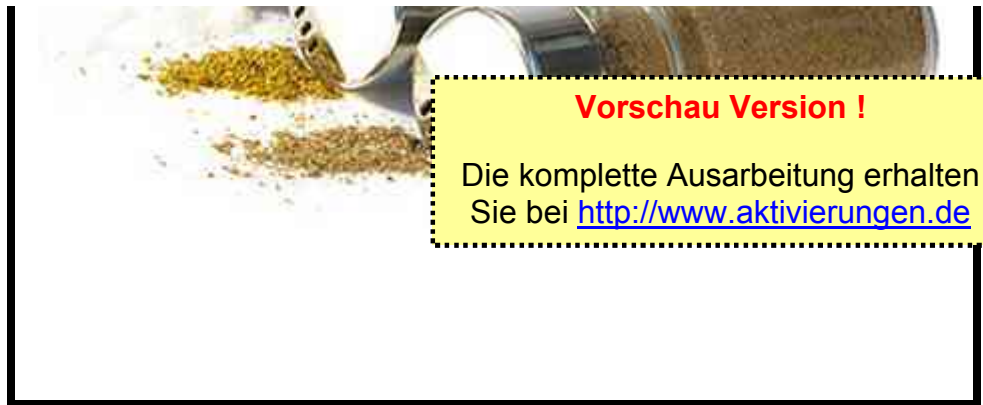 Vorschau Version !
Die komplette Ausarbeitung erhalten
Sie bei http://www.aktivierungen.de